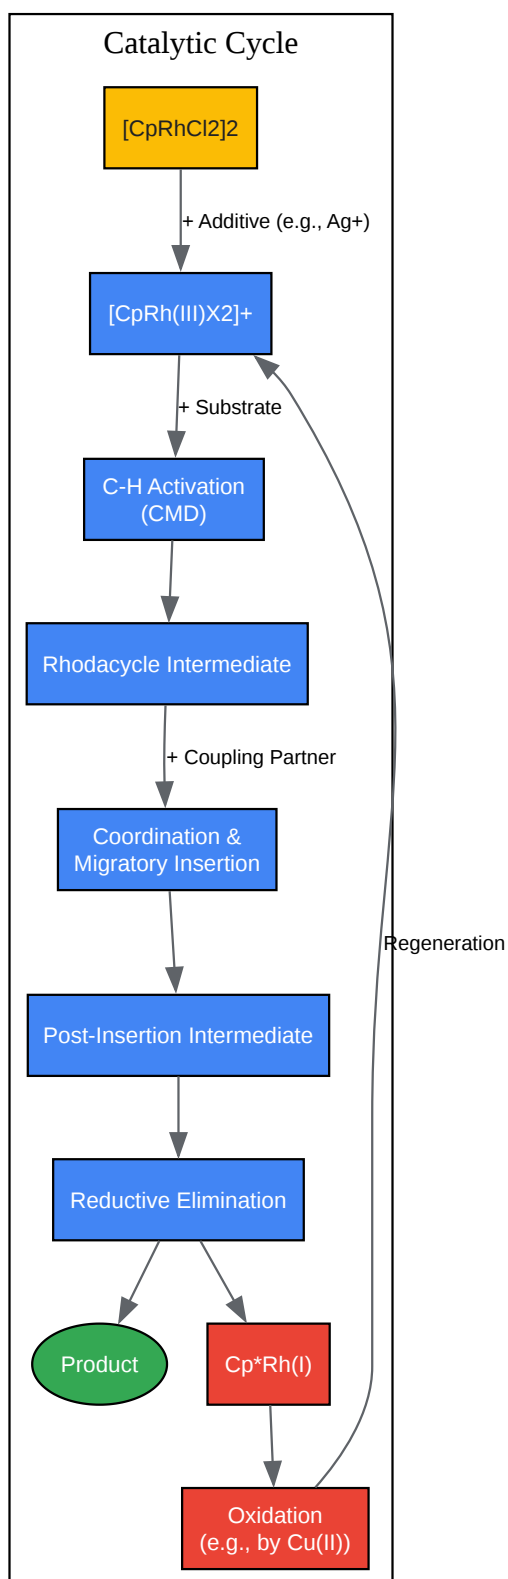 Catalytic Cycle
[CpRhCl2]2
+ Additive (e.g., Ag+)
[CpRh(III)X2]+
+ Substrate
C-H Activation
(CMD)
Rhodacycle Intermediate
+ Coupling Partner
Coordination &
Migratory Insertion
Regeneration
Post-Insertion Intermediate
Reductive Elimination
Product
Cp*Rh(I)
Oxidation
(e.g., by Cu(II))